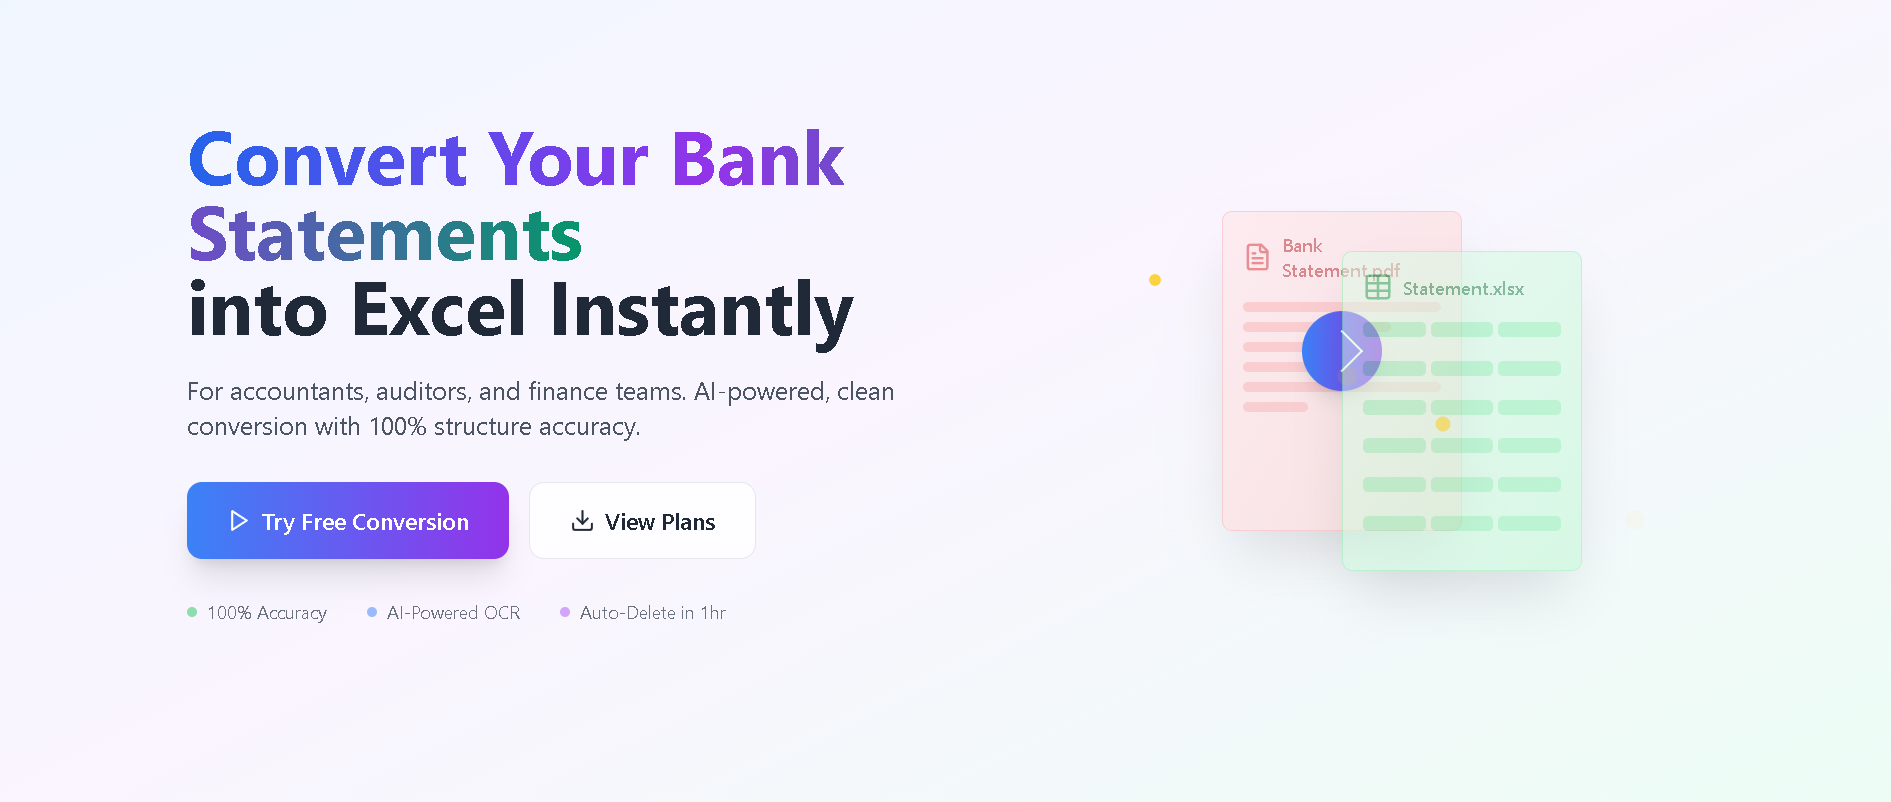 Convert Your Bank
Statements
into Excel Instantly
For accountants, auditors, and finance teams. AI-powered, clean
conversion with 100% structure accuracy.
Try Free Conversion
View Plans
100% Accuracy
AI-Powered OCR
Auto-Delete in 1hr
Bank
Statement.pdf
Statement.xlsx